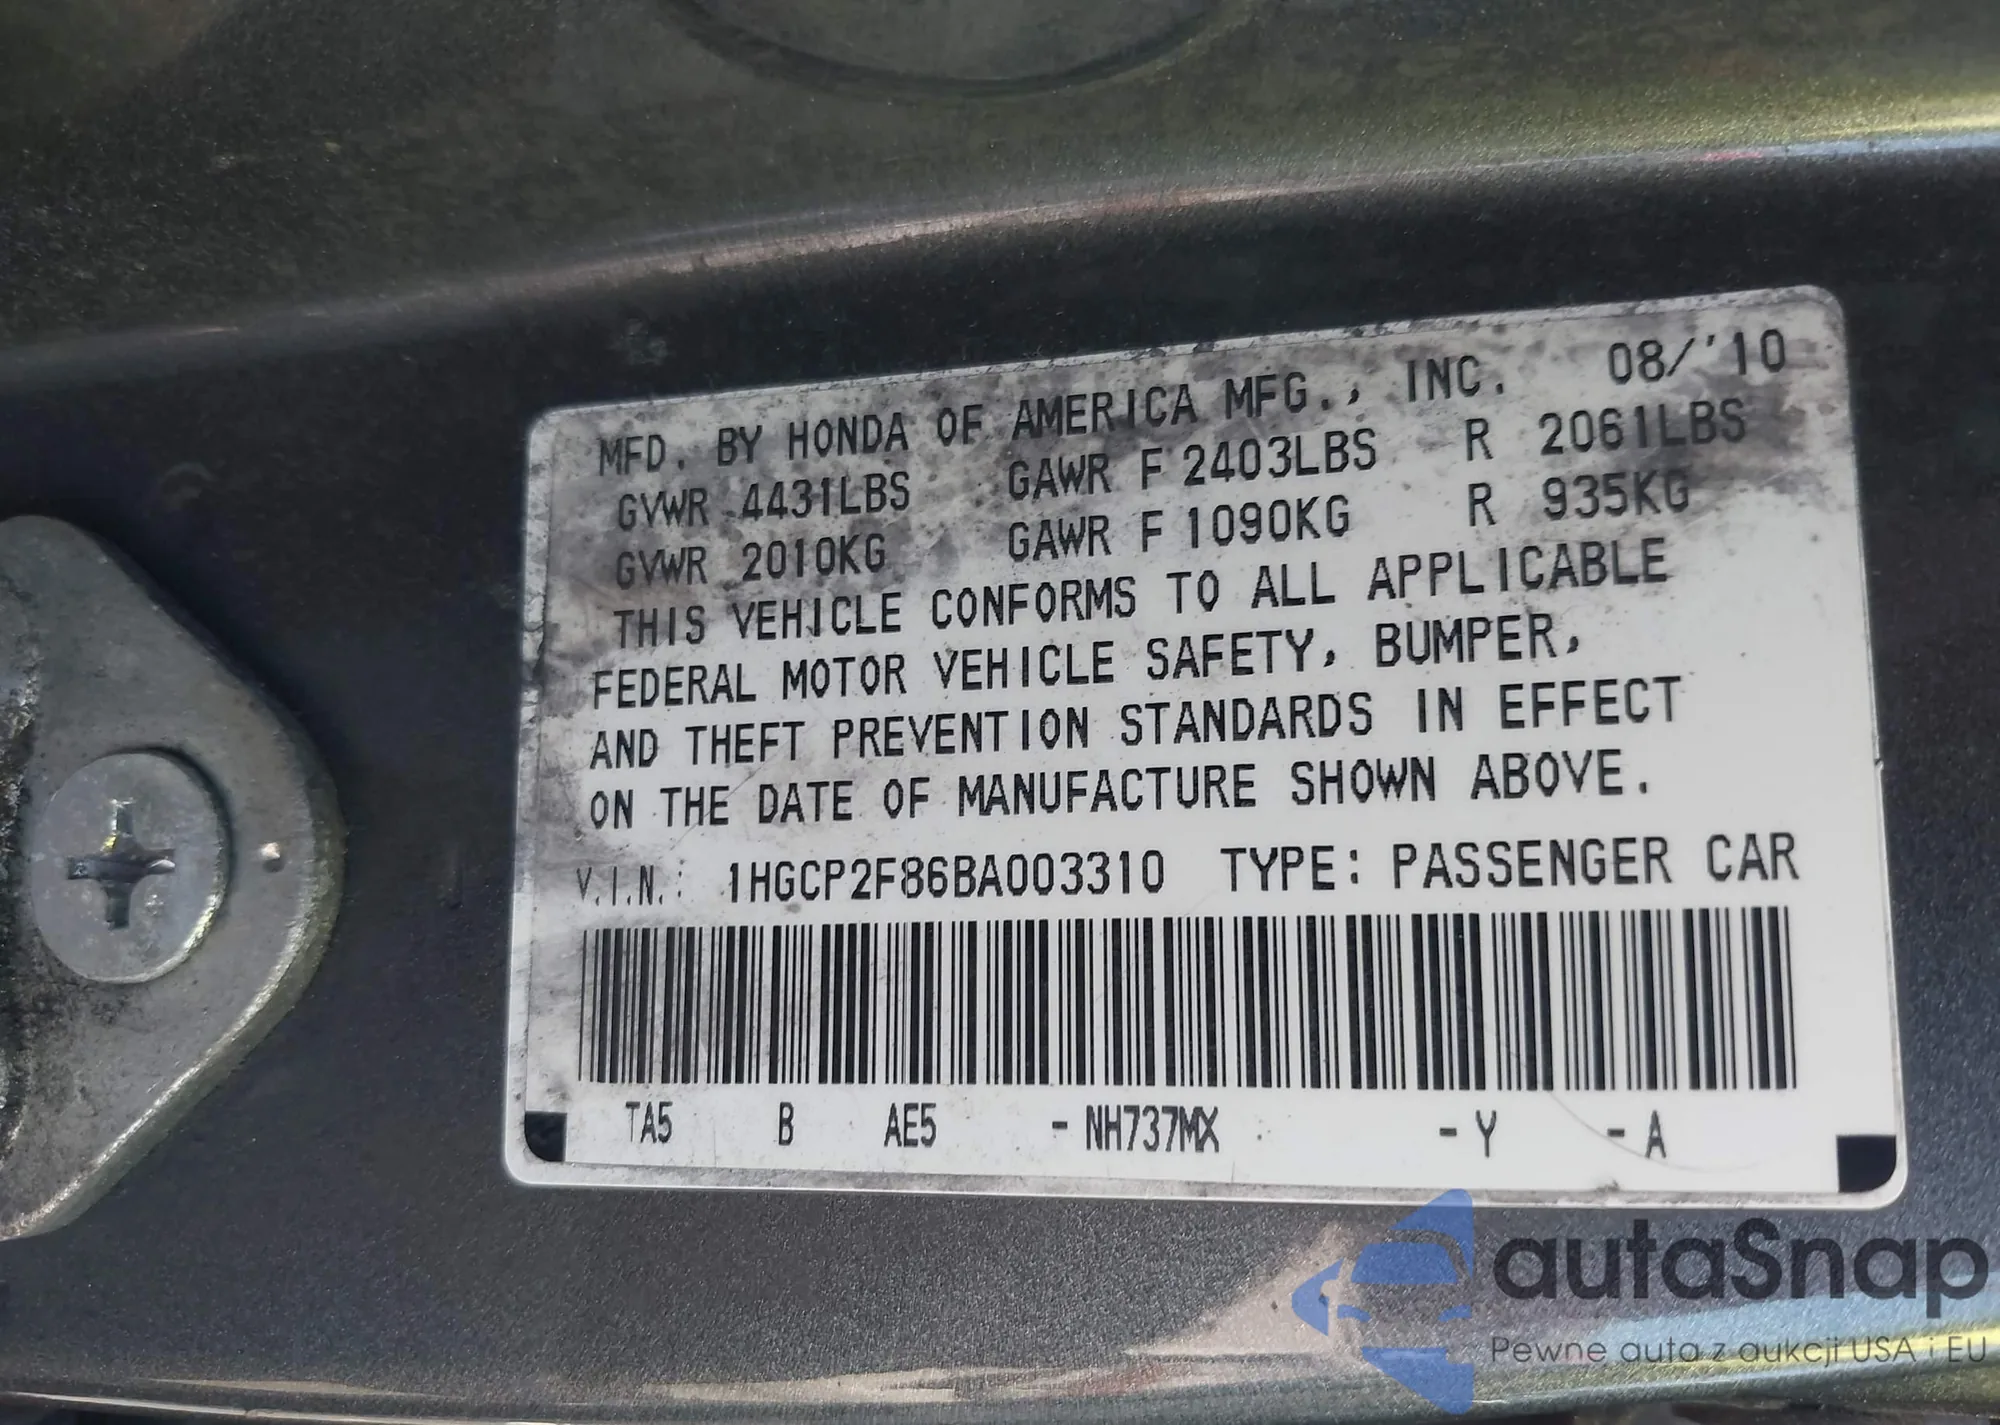 MFD. BY HONDA OF AMERICA MFG., INC. 08/'10
GVWR 4431LBS GAWR F 2403LBS R 2061LBS
GVWR 2010KG GAWR F 1090KG R 935KG
THIS VEHICLE CONFORMS TO ALL APPLICABLE
FEDERAL MOTOR VEHICLE SAFETY, BUMPER,
AND THEFT PREVENTION STANDARDS IN EFFECT
ON THE DATE OF MANUFACTURE SHOWN ABOVE.
V.I.N.: 1HGCP2F86BA003310 TYPE: PASSENGER CAR
TA5 B AE5 - NH737MX - Y - A
autaSnap
Pewne auta z aukcji USA i EU